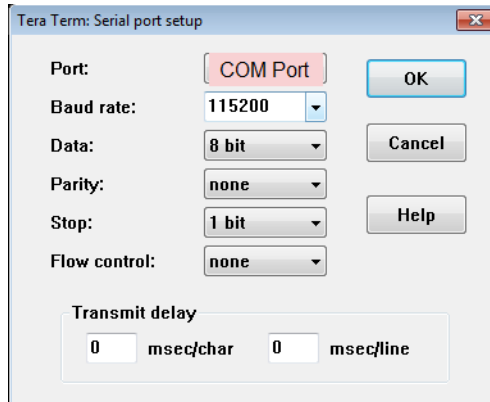 Tera Term: Serial port setup
Port: COM Port
OK
Baud rate: 115200
Data: 8 bit
Cancel
Parity: none
Stop: 1 bit
Help
Flow control: none
Transmit delay
0 msec/char 0 msec/line